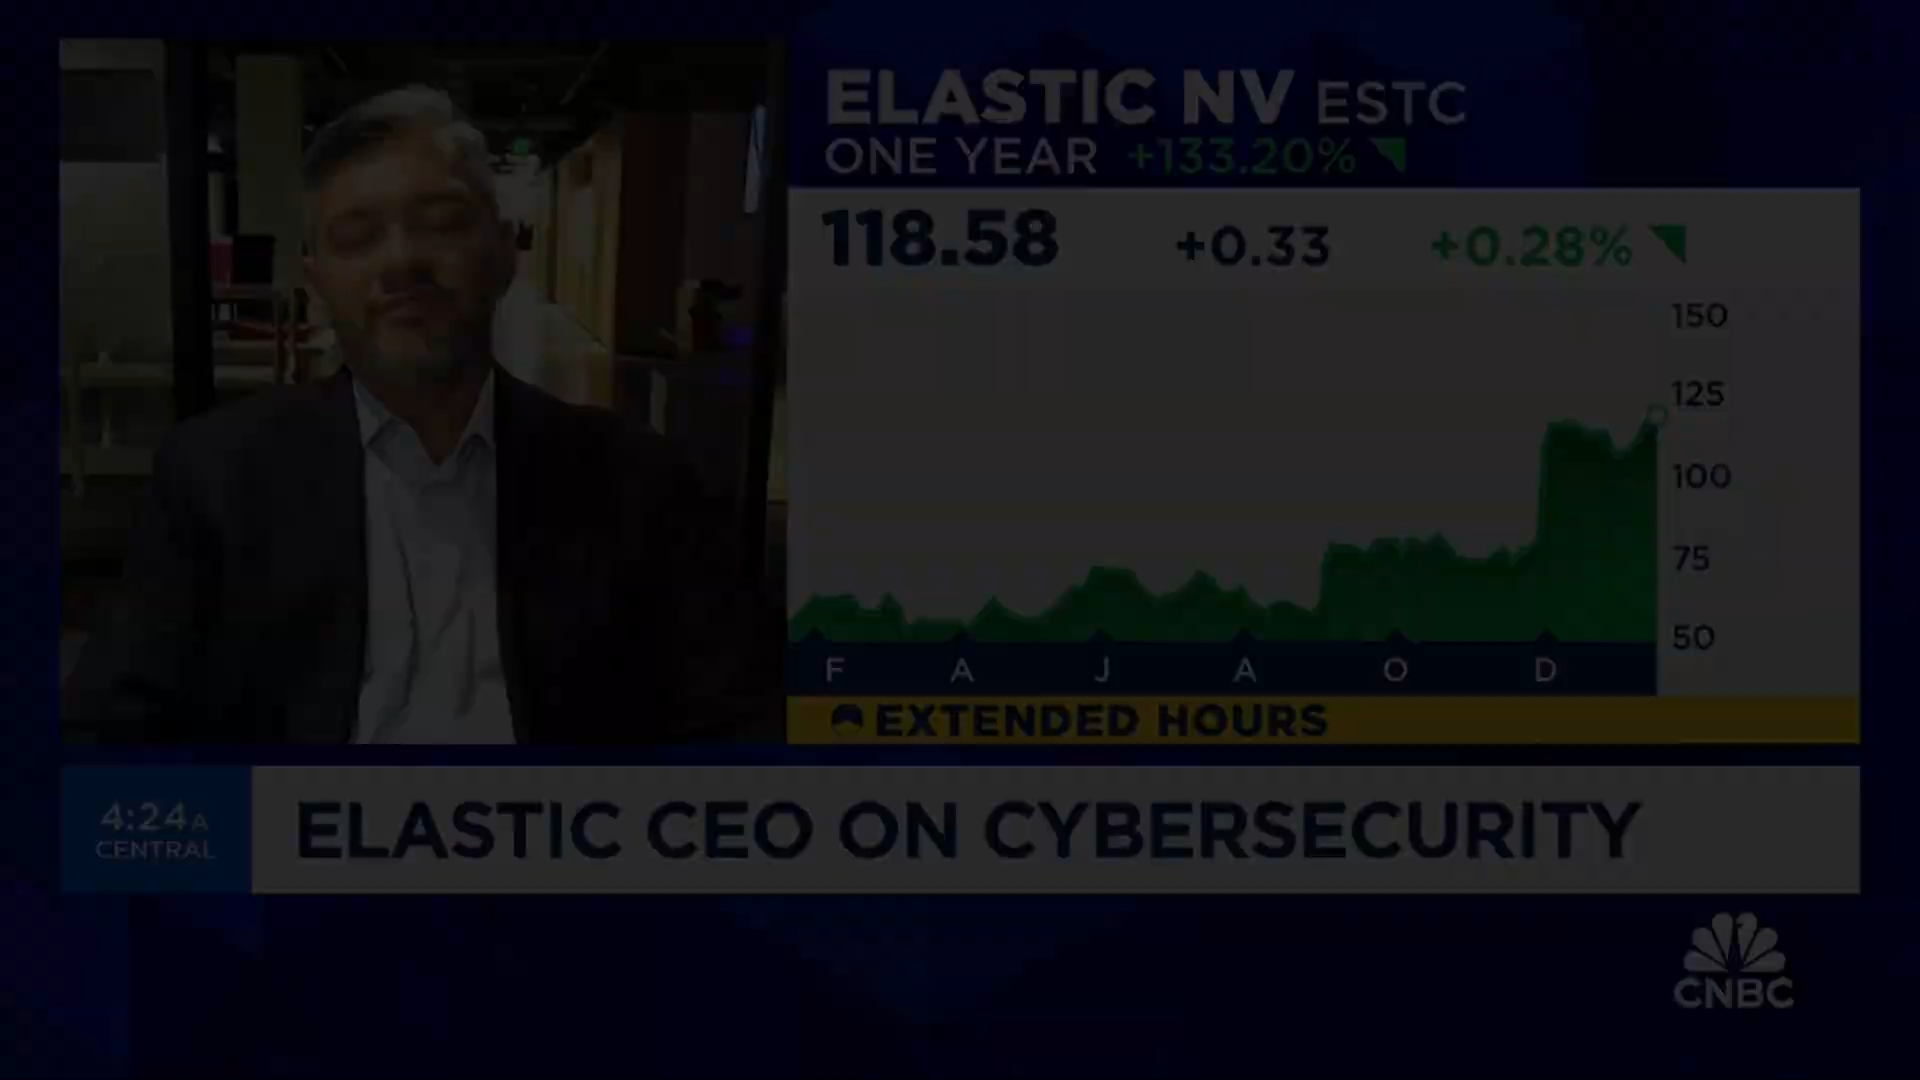 ELASTIC NV ESTC
ONE YEAR +133.20%
118.58 +0.33 +0.28%
150
125
100
75
50
F A J A O D
EXTENDED HOURS
4:24A
CENTRAL
ELASTIC CEO ON CYBERSECURITY
CNBC